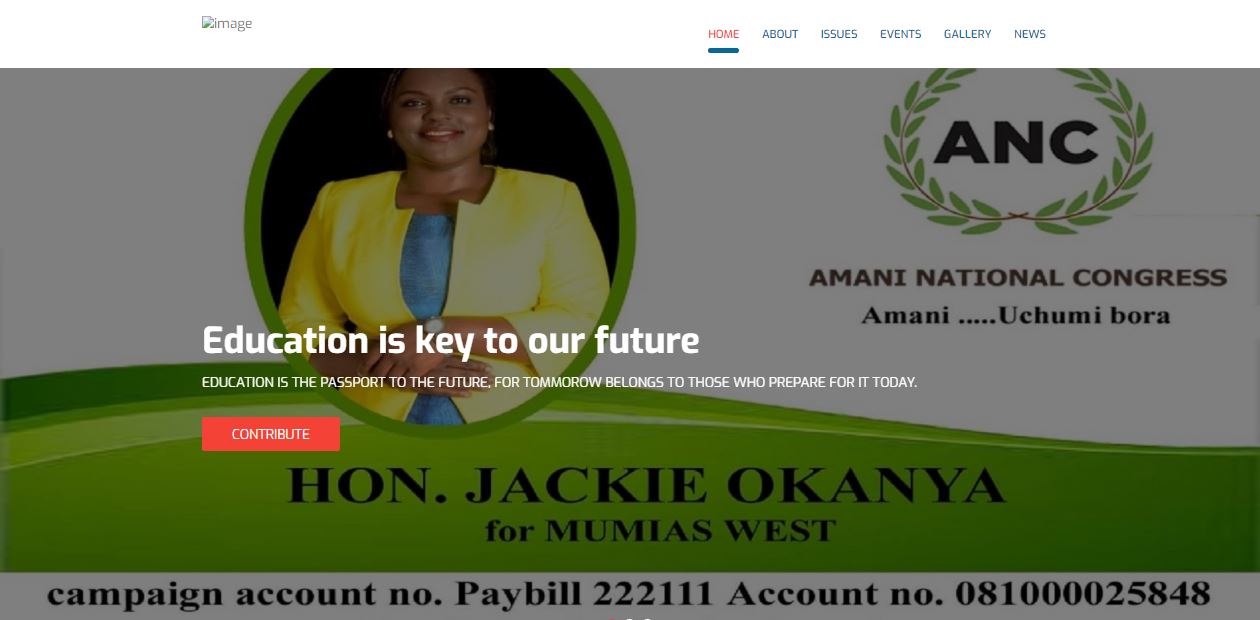 image
HOME ABOUT ISSUES EVENTS GALLERY NEWS
ANC
AMANI NATIONAL CONGRESS
Amani .....Uchumi bora
Education is key to our future
EDUCATION IS THE PASSPORT TO THE FUTURE, FOR TOMMOROW BELONGS TO THOSE WHO PREPARE FOR IT TODAY.
CONTRIBUTE
HON. JACKIE OKANYA
for MUMIAS WEST
campaign account no. Paybill 222111 Account no. 081000025848